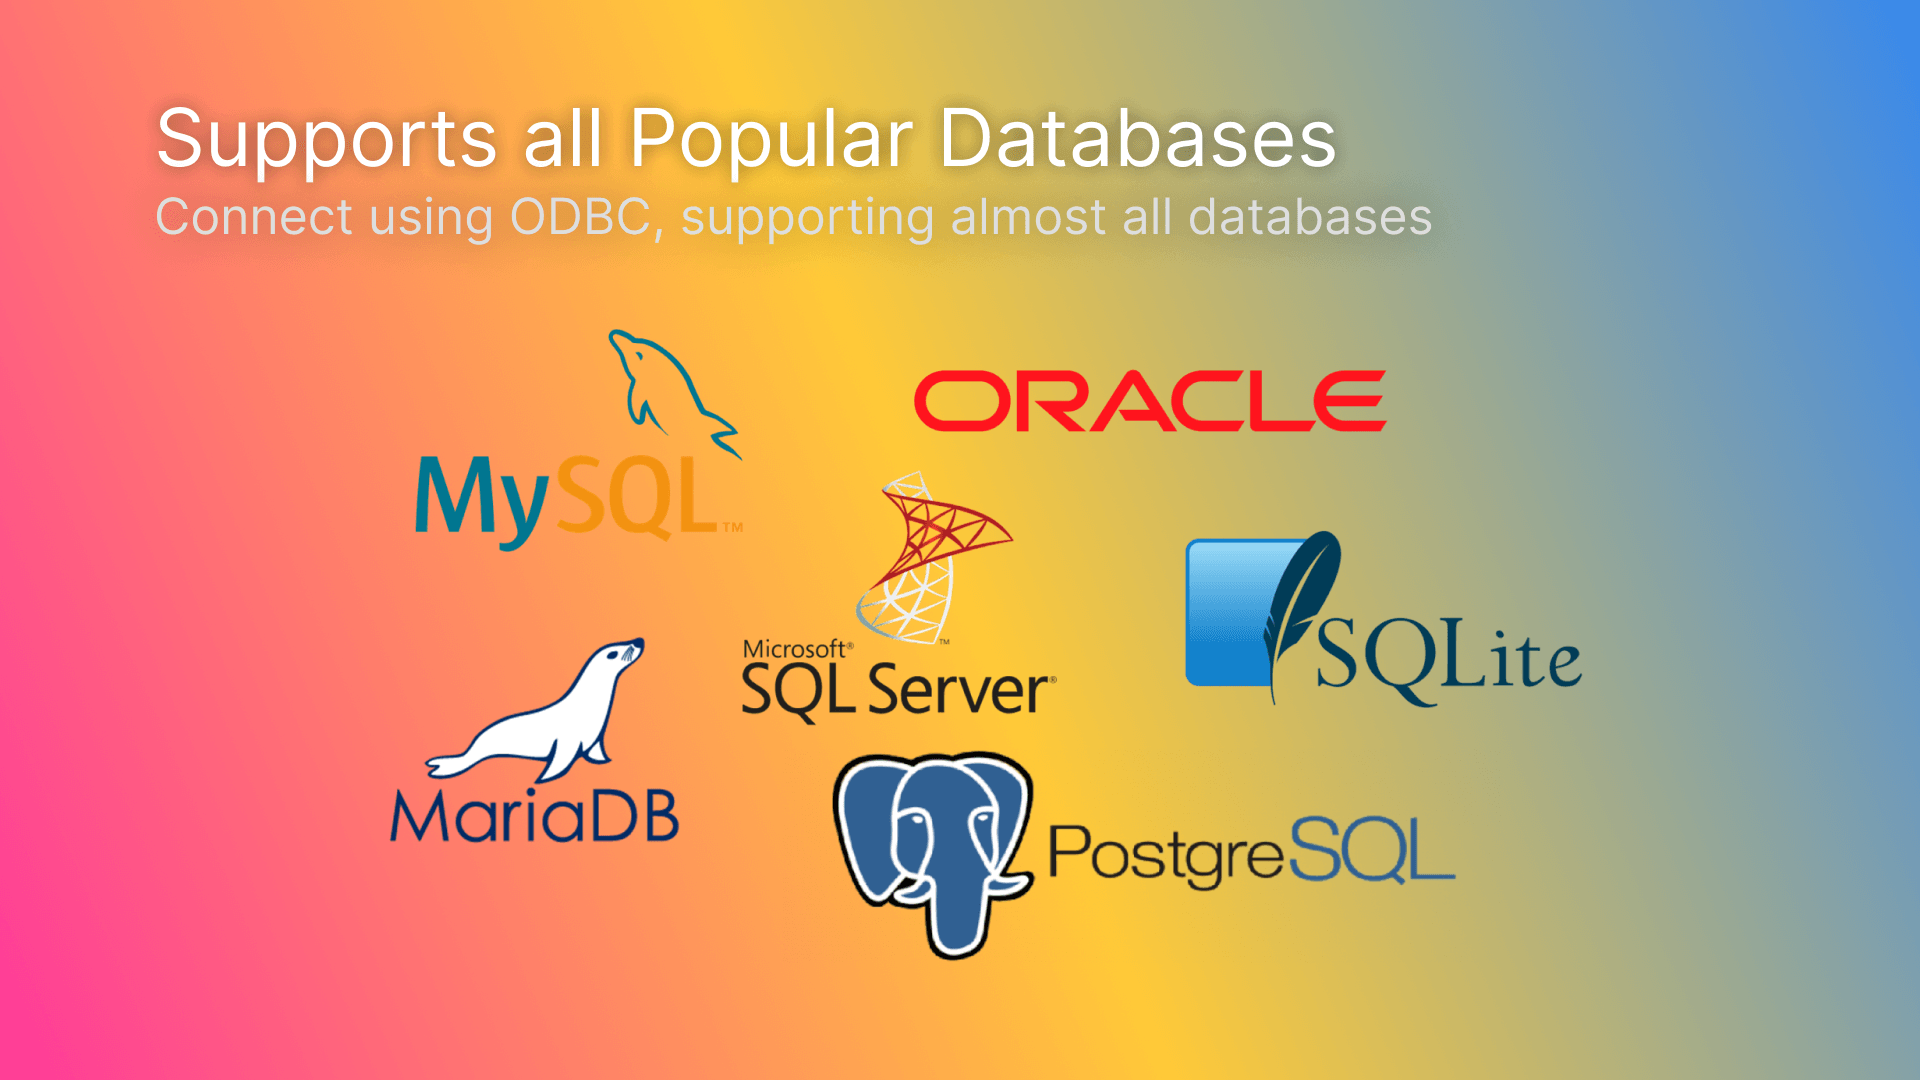 Supports all Popular Databases
Connect using ODBC, supporting almost all databases
ORACLE
MySQL™
Microsoft®
SQL Server®
™
SQLite
MariaDB
PostgreSQL